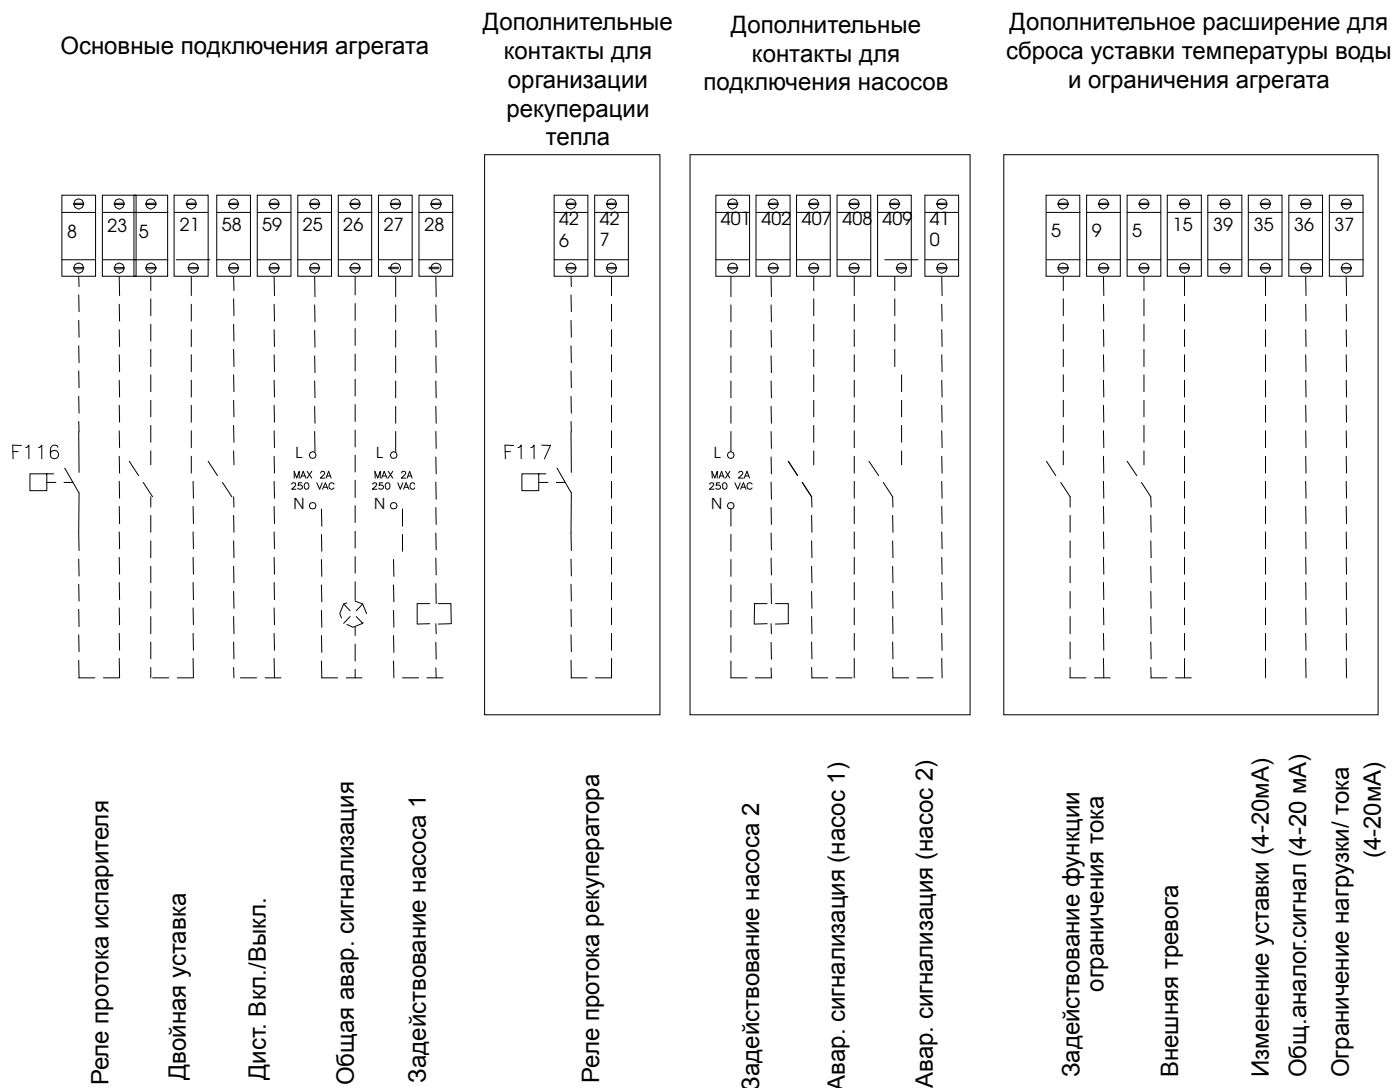 Основные подключения агрегата
Дополнительные
контакты для
организации
рекуперации
тепла
Дополнительные
контакты для
подключения насосов
Дополнительное расширение для
сброса уставки температуры воды
и ограничения агрегата
8 23 5 21 58 59 25 26 27 28
42
6
42
7
401 402 407 408 409 41
0
5 9 5 15 39 35 36 37
F116
L
MAX 2A
250 VAC
N
L
MAX 2A
250 VAC
N
F117
L
MAX 2A
250 VAC
N
Реле протока испарителя
Двойная уставка
Дист. Вкл./Выкл.
Общая авар. сигнализация
Задействование насоса 1
Реле протока рекуператора
Задействование насоса 2
Авар. сигнализация (насос 1)
Авар. сигнализация (насос 2)
Задействование функции
ограничения тока
Внешняя тревога
Изменение уставки (4-20мА)
Общ.аналог.сигнал (4-20 мА)
Ограничение нагрузки/ тока
(4-20мА)